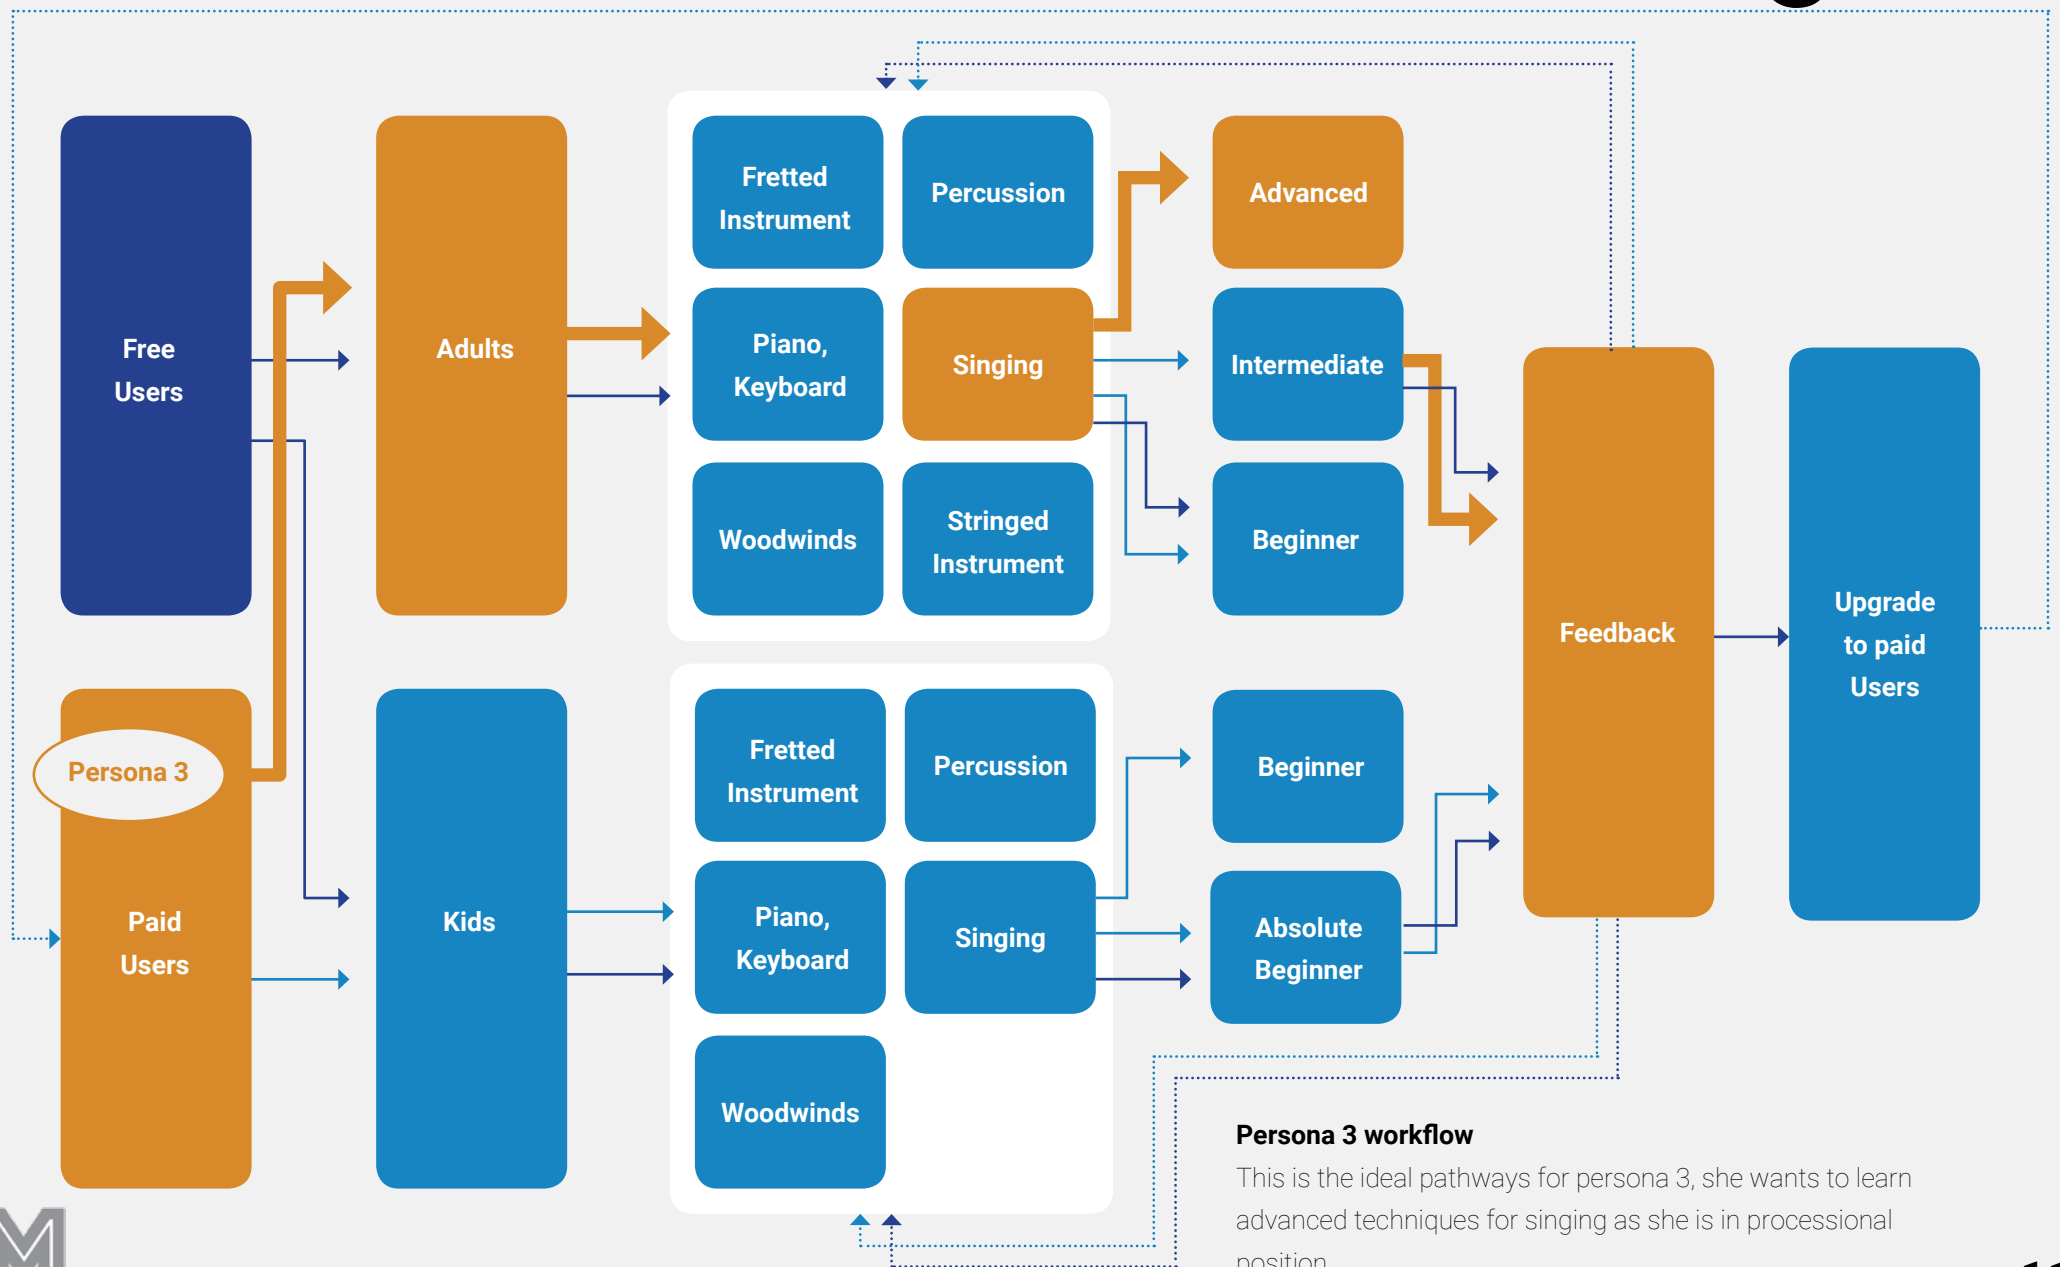 Free
Users
Adults
Fretted
Instrument
Percussion
Piano,
Keyboard
Singing
Woodwinds
Stringed
Instrument
Advanced
Intermediate
Beginner
Feedback
Upgrade
to paid
Users
Persona 3
Paid
Users
Kids
Fretted
Instrument
Percussion
Piano,
Keyboard
Singing
Woodwinds
Beginner
Absolute
Beginner
Persona 3 workflow
This is the ideal pathways for persona 3, she wants to learn
advanced techniques for singing as she is in processional
position
M